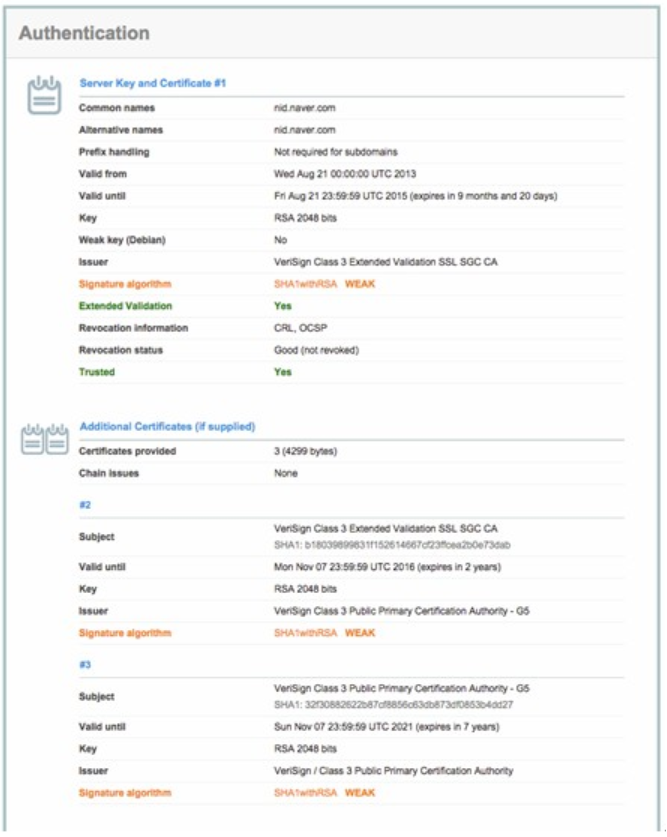 Authentication
Server Key and Certificate #1
Common names nid.naver.com
Alternative names nid.naver.com
Prefix handling Not required for subdomains
Valid from Wed Aug 21 00:00:00 UTC 2013
Valid until Fri Aug 21 23:59:59 UTC 2015 (expires in 9 months and 20 days)
Key RSA 2048 bits
Weak key (Debian) No
Issuer VeriSign Class 3 Extended Validation SSL SGC CA
Signature algorithm SHA1withRSA WEAK
Extended Validation Yes
Revocation information CRL, OCSP
Revocation status Good (not revoked)
Trusted Yes
Additional Certificates (if supplied)
Certificates provided 3 (4299 bytes)
Chain issues None
#2
Subject VeriSign Class 3 Extended Validation SSL SGC CA
SHA1: b18039899831f152614667cf23ffcea2b0e73dab
Valid until Mon Nov 07 23:59:59 UTC 2016 (expires in 2 years)
Key RSA 2048 bits
Issuer VeriSign Class 3 Public Primary Certification Authority - G5
Signature algorithm SHA1withRSA WEAK
#3
Subject VeriSign Class 3 Public Primary Certification Authority - G5
SHA1: 32f30882622b87cf8856c63db873df0853b4dd27
Valid until Sun Nov 07 23:59:59 UTC 2021 (expires in 7 years)
Key RSA 2048 bits
Issuer VeriSign / Class 3 Public Primary Certification Authority
Signature algorithm SHA1withRSA WEAK